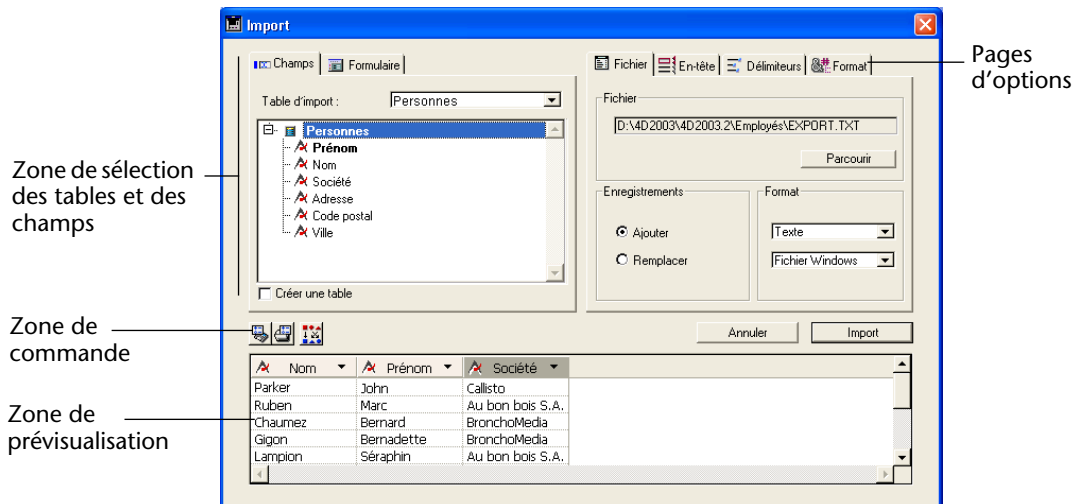 Import
Champs Formulaire
Table d'import : Personnes
Personnes
Prénom
Nom
Société
Adresse
Code postal
Ville
Créer une table
Fichier En-tête Délimiteurs Format
Fichier
D:\4D2003\4D2003.2\Employés\EXPORT.TXT
Parcourir
Enregistrements
Ajouter
Remplacer
Format
Texte
Fichier Windows
Pages
d'options
Zone de sélection
des tables et des
champs
Zone de
commande
Annuler Import
Nom Prénom Société
Parker John Callisto
Ruben Marc Au bon bois S.A.
Chaumez Bernard BronchoMedia
Gigon Bernadette BronchoMedia
Lampion Séraphin Au bon bois S.A.
Zone de
prévisualisation